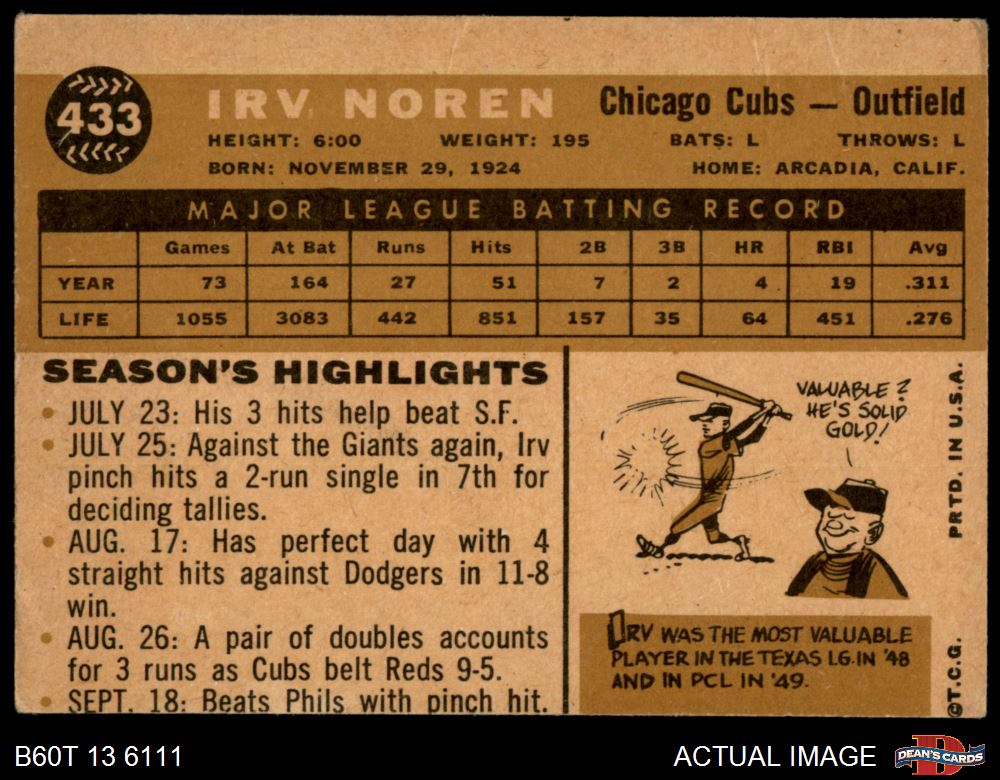 433
IRV NOREN
Chicago Cubs — Outfield
HEIGHT: 6:00 WEIGHT: 195 BATS: L THROWS: L
BORN: NOVEMBER 29, 1924 HOME: ARCADIA, CALIF.
MAJOR LEAGUE BATTING RECORD
Games At Bat Runs Hits 2B 3B HR RBI Avg
YEAR 73 164 27 51 7 2 4 19 .311
LIFE 1055 3083 442 851 157 35 64 451 .276
SEASON'S HIGHLIGHTS
• JULY 23: His 3 hits help beat S.F.
• JULY 25: Against the Giants again, Irv
pinch hits a 2-run single in 7th for
deciding tallies.
• AUG. 17: Has perfect day with 4
straight hits against Dodgers in 11-8
win.
• AUG. 26: A pair of doubles accounts
for 3 runs as Cubs belt Reds 9-5.
• SEPT. 18: Beats Phils with pinch hit.
VALUABLE?
HE'S SOLID
GOLD!
IRV WAS THE MOST VALUABLE
PLAYER IN THE TEXAS LG. IN '48
AND IN PCL IN '49.
©T.C.G. PRTD. IN U.S.A.
B60T 13 6111
ACTUAL IMAGE
DEAN'S CARDS